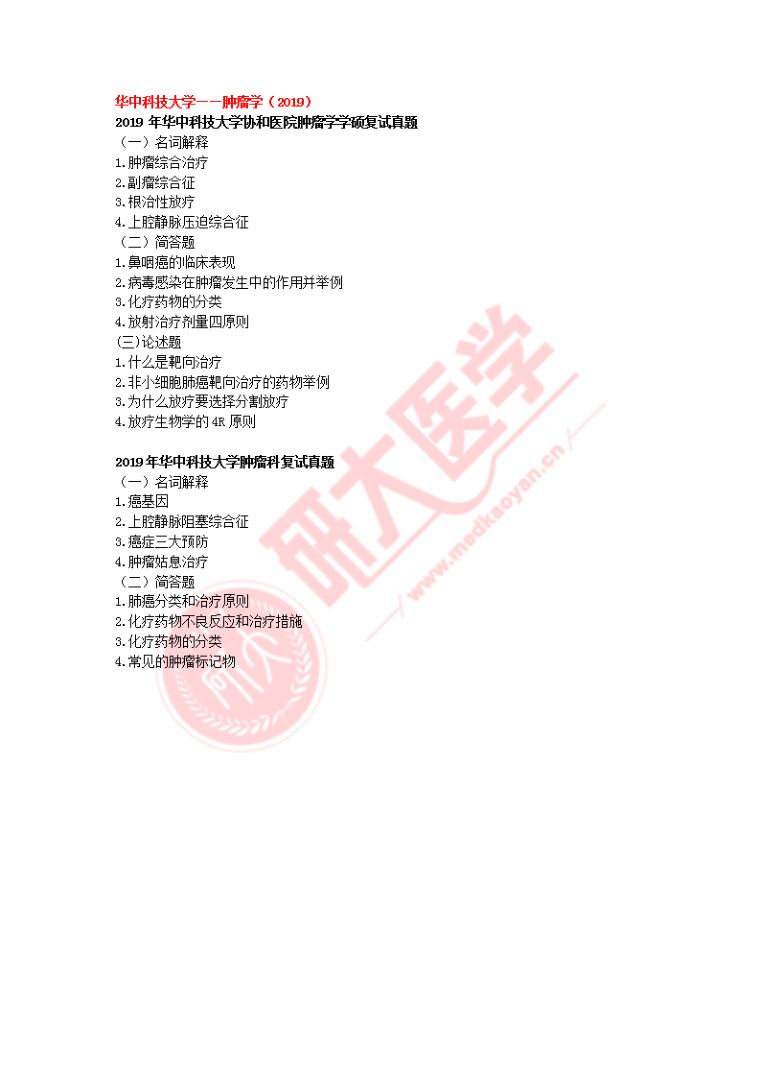 华中科技大学——肿瘤学（2019）
2019 年华中科技大学协和医院肿瘤学学硕复试真题
（一）名词解释
1.肿瘤综合治疗
2.副瘤综合征
3.根治性放疗
4.上腔静脉压迫综合征
（二）简答题
1.鼻咽癌的临床表现
2.病毒感染在肿瘤发生中的作用并举例
3.化疗药物的分类
4.放射治疗剂量四原则
(三)论述题
1.什么是靶向治疗
2.非小细胞肺癌靶向治疗的药物举例
3.为什么放疗要选择分割放疗
4.放疗生物学的 4R 原则
2019 年华中科技大学肿瘤科复试真题
（一）名词解释
1.癌基因
2.上腔静脉阻塞综合征
3.癌症三大预防
4.肿瘤姑息治疗
（二）简答题
1.肺癌分类和治疗原则
2.化疗药物不良反应和治疗措施
3.化疗药物的分类
4.常见的肿瘤标记物
研大医学
www.medkaoyan.cn
研大